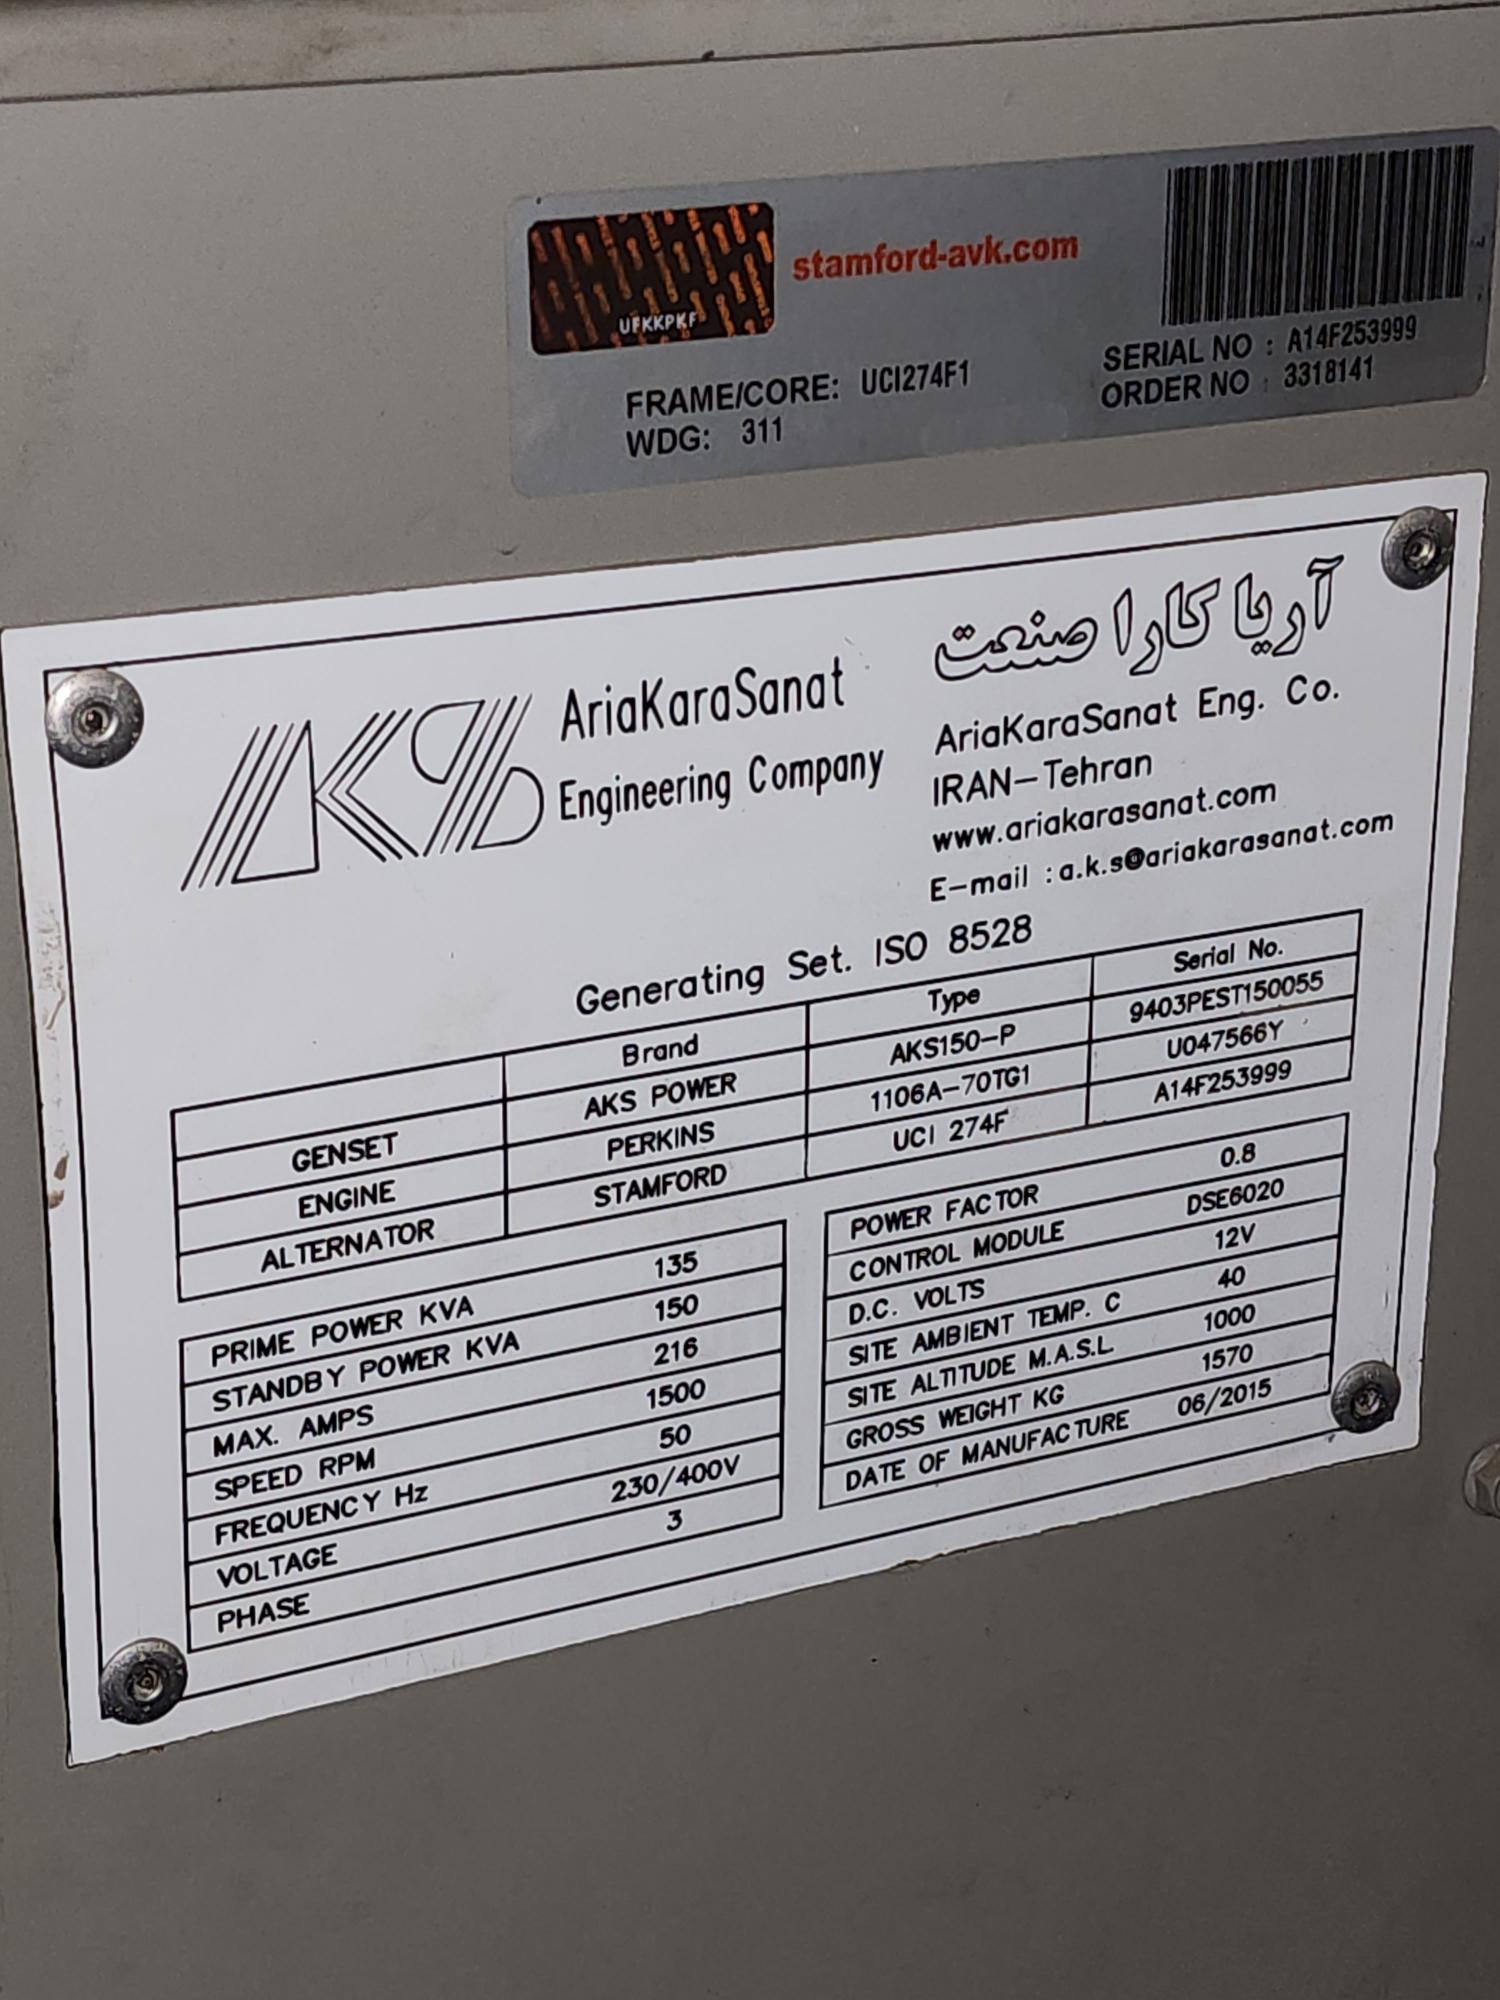 UFKKPKF
stamford-avk.com
FRAME/CORE: UCI274F1
WDG: 311
SERIAL NO : A14F253999
ORDER NO : 3318141
AriaKaraSanat
Engineering Company
آریا کارا صنعت
AriaKaraSanat Eng. Co.
IRAN-Tehran
www.ariakarasanat.com
E-mail :a.k.s@ariakarasanat.com
Generating Set. ISO 8528
Brand Type Serial No.
GENSET AKS POWER AKS150-P 9403PEST150055
ENGINE PERKINS 1106A-70TG1 U047566Y
ALTERNATOR STAMFORD UCI 274F A14F253999
PRIME POWER KVA 135
STANDBY POWER KVA 150
MAX. AMPS 216
SPEED RPM 1500
FREQUENCY Hz 50
VOLTAGE 230/400V
PHASE 3
POWER FACTOR 0.8
CONTROL MODULE DSE6020
D.C. VOLTS 12V
SITE AMBIENT TEMP. C 40
SITE ALTITUDE M.A.S.L 1000
GROSS WEIGHT KG 1570
DATE OF MANUFACTURE 06/2015